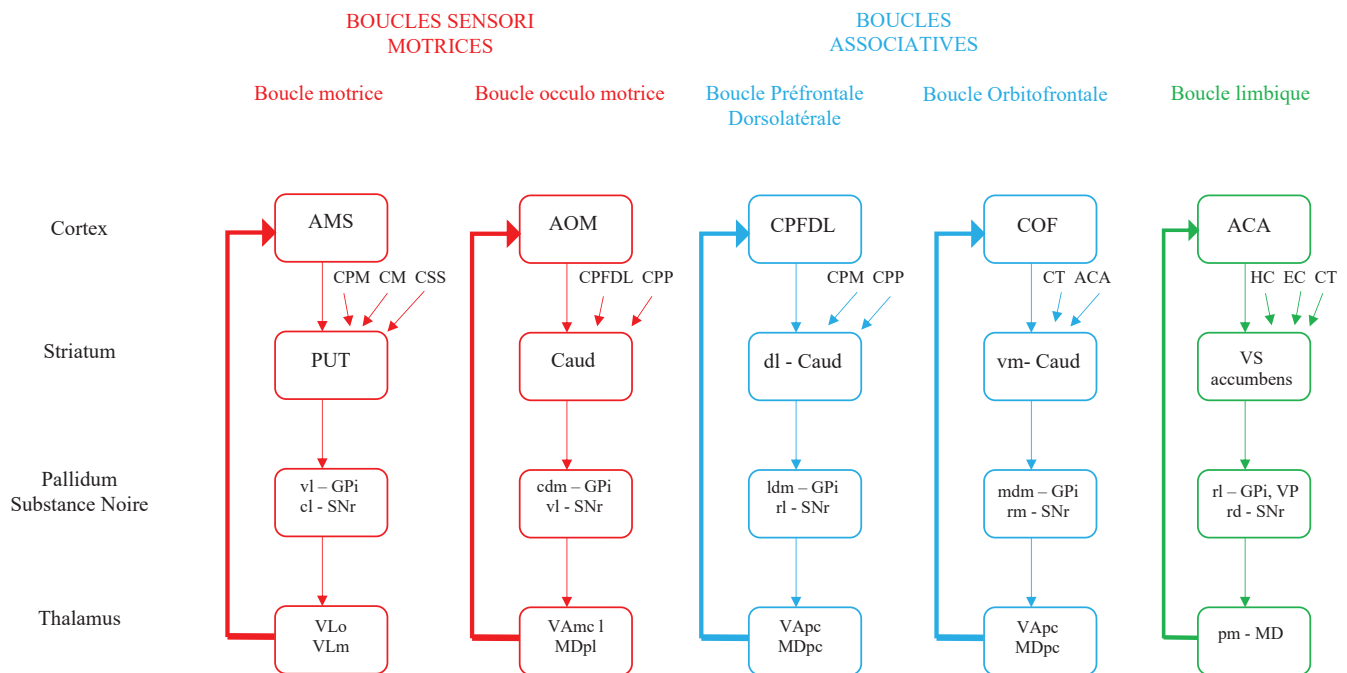 BOUCLES SENSORI
MOTRICES
BOUCLES
ASSOCIATIVES
Boucle motrice
Boucle occulo motrice
Boucle Préfrontale
Dorsolatérale
Boucle Orbitofrontale
Boucle limbique
Cortex
AMS
AOM
CPFDL
COF
ACA
CPM CM CSS
CPFDL CPP
CPM CPP
CT ACA
HC EC CT
Striatum
PUT
Caud
dl - Caud
vm- Caud
VS
accumbens
Pallidum
Substance Noire
vl – GPi
cl - SNr
cdm – GPi
vl - SNr
ldm – GPi
rl - SNr
mdm – GPi
rm - SNr
rl – GPi, VP
rd - SNr
Thalamus
VLo
VLm
VAmc l
MDpl
VApc
MDpc
VApc
MDpc
pm - MD